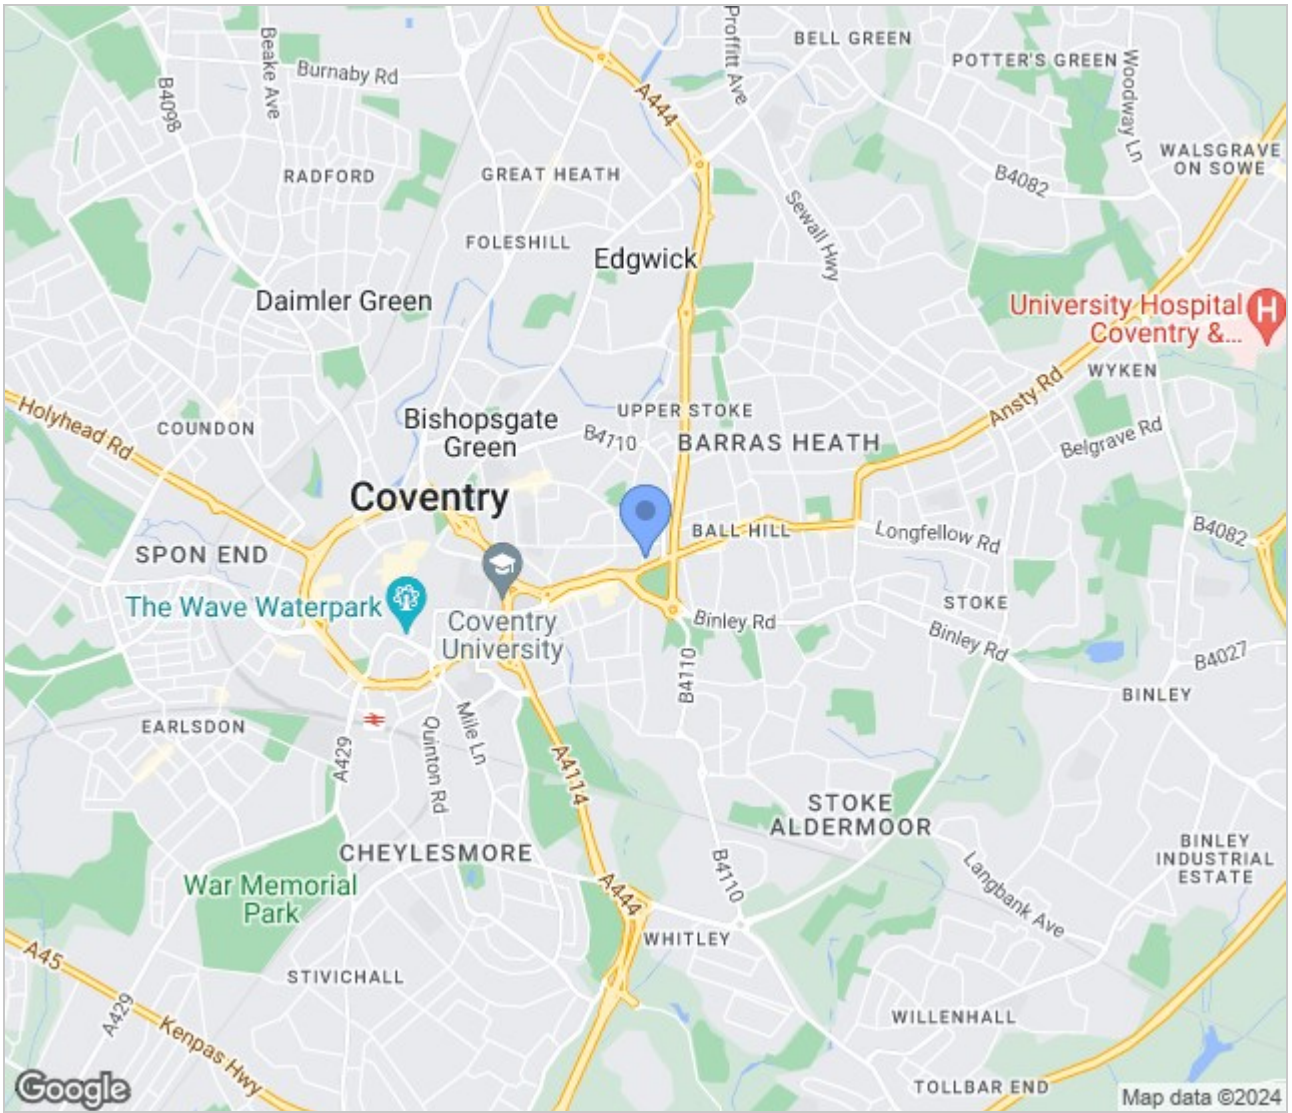 BELL GREEN
POTTER'S GREEN
Proffitt Ave
Woodway Ln
Beake Ave
Burnaby Rd
B4098
A444
WALSGRAVE
ON SOWE
RADFORD
GREAT HEATH
B4082
Sewall Hwy
FOLESHILL
Edgwick
Daimler Green
University Hospital
Coventry &...
H
WYKEN
Holyhead Rd
COUNDON
Bishopsgate
Green
UPPER STOKE
B4110
BARRAS HEATH
Ansty Rd
Belgrave Rd
Coventry
SPON END
BALL HILL
Longfellow Rd
B4082
The Wave Waterpark
Coventry
University
STOKE
Binley Rd
Binley Rd
B4027
B4110
BINLEY
EARLSDON
A429
Quinton Rd
Mile Ln
A4114
STOKE
ALDERMOOR
CHEYLESMORE
BINLEY
INDUSTRIAL
ESTATE
War Memorial
Park
A444
B4110
Langbank Ave
WHITLEY
A45
STIVICHALL
A429
Kenpas Hwy
WILLENHALL
TOLLBAR END
Google
Map data ©2024